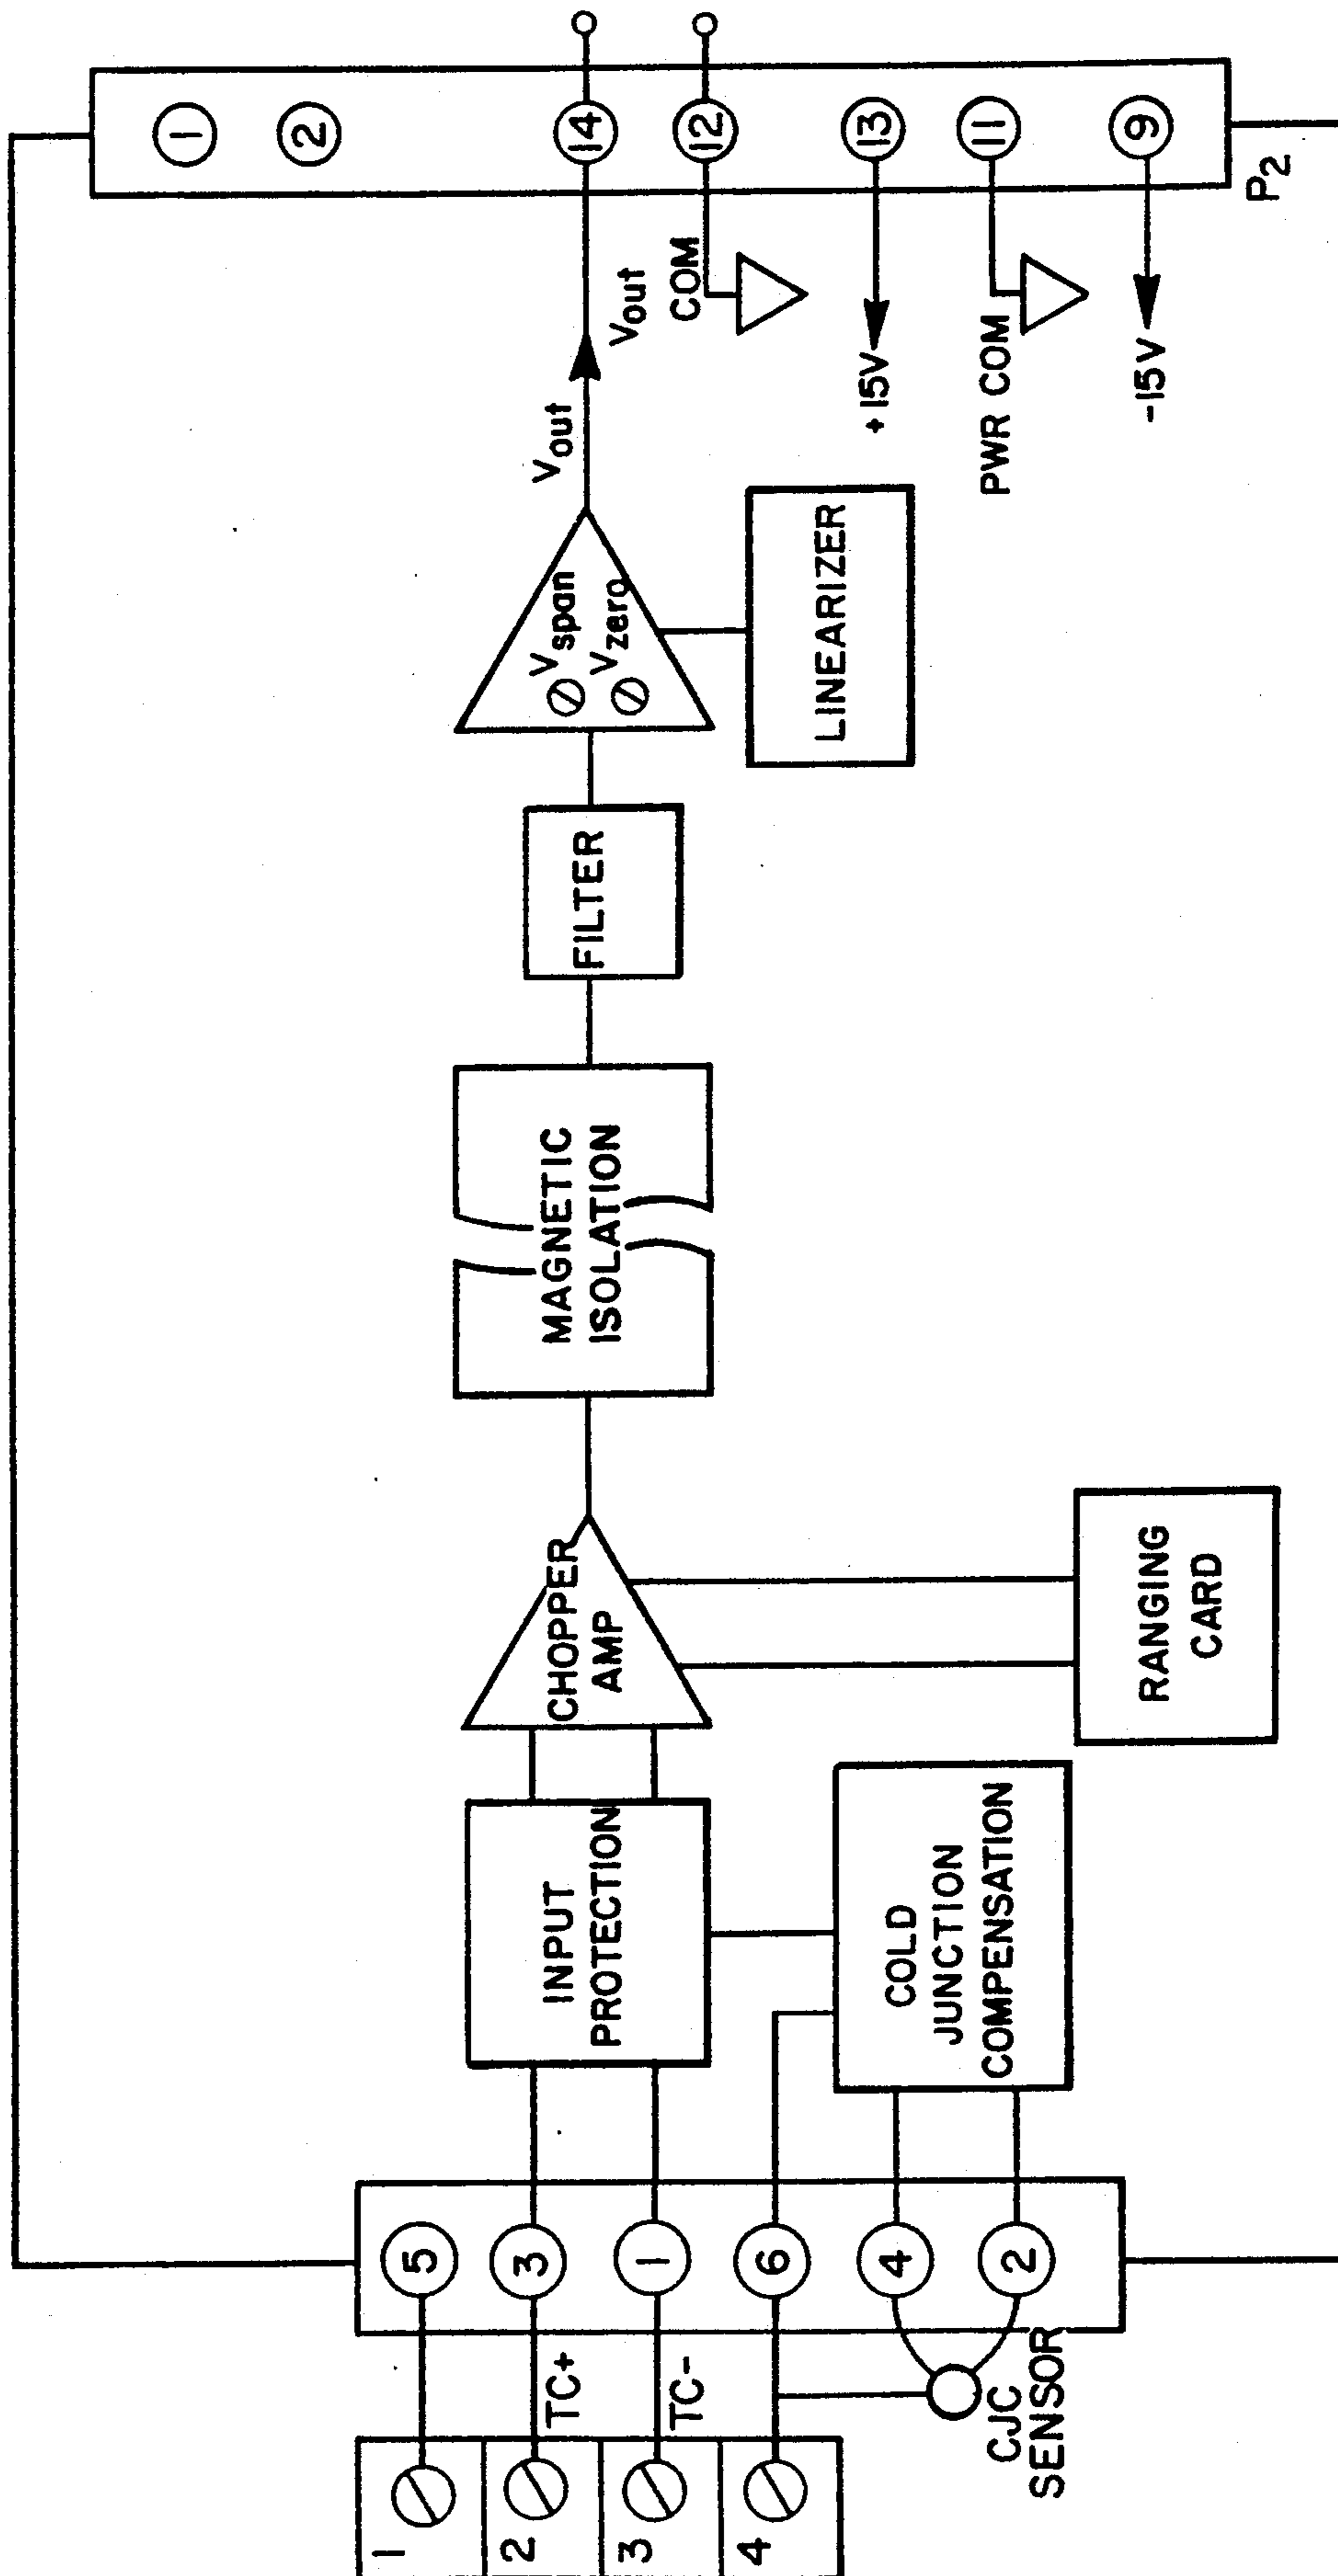 1
2
3
4
TC+
TC-
CJC
SENSOR
5
3
1
6
4
2
INPUT
PROTECTION
COLD
JUNCTION
COMPENSATION
CHOPPER
AMP
RANGING
CARD
MAGNETIC
ISOLATION
FILTER
Vspan
Vzero
LINEARIZER
Vout
Vout
COM
+15V
PWR COM
-15V
1
2
14
12
13
11
9
P2